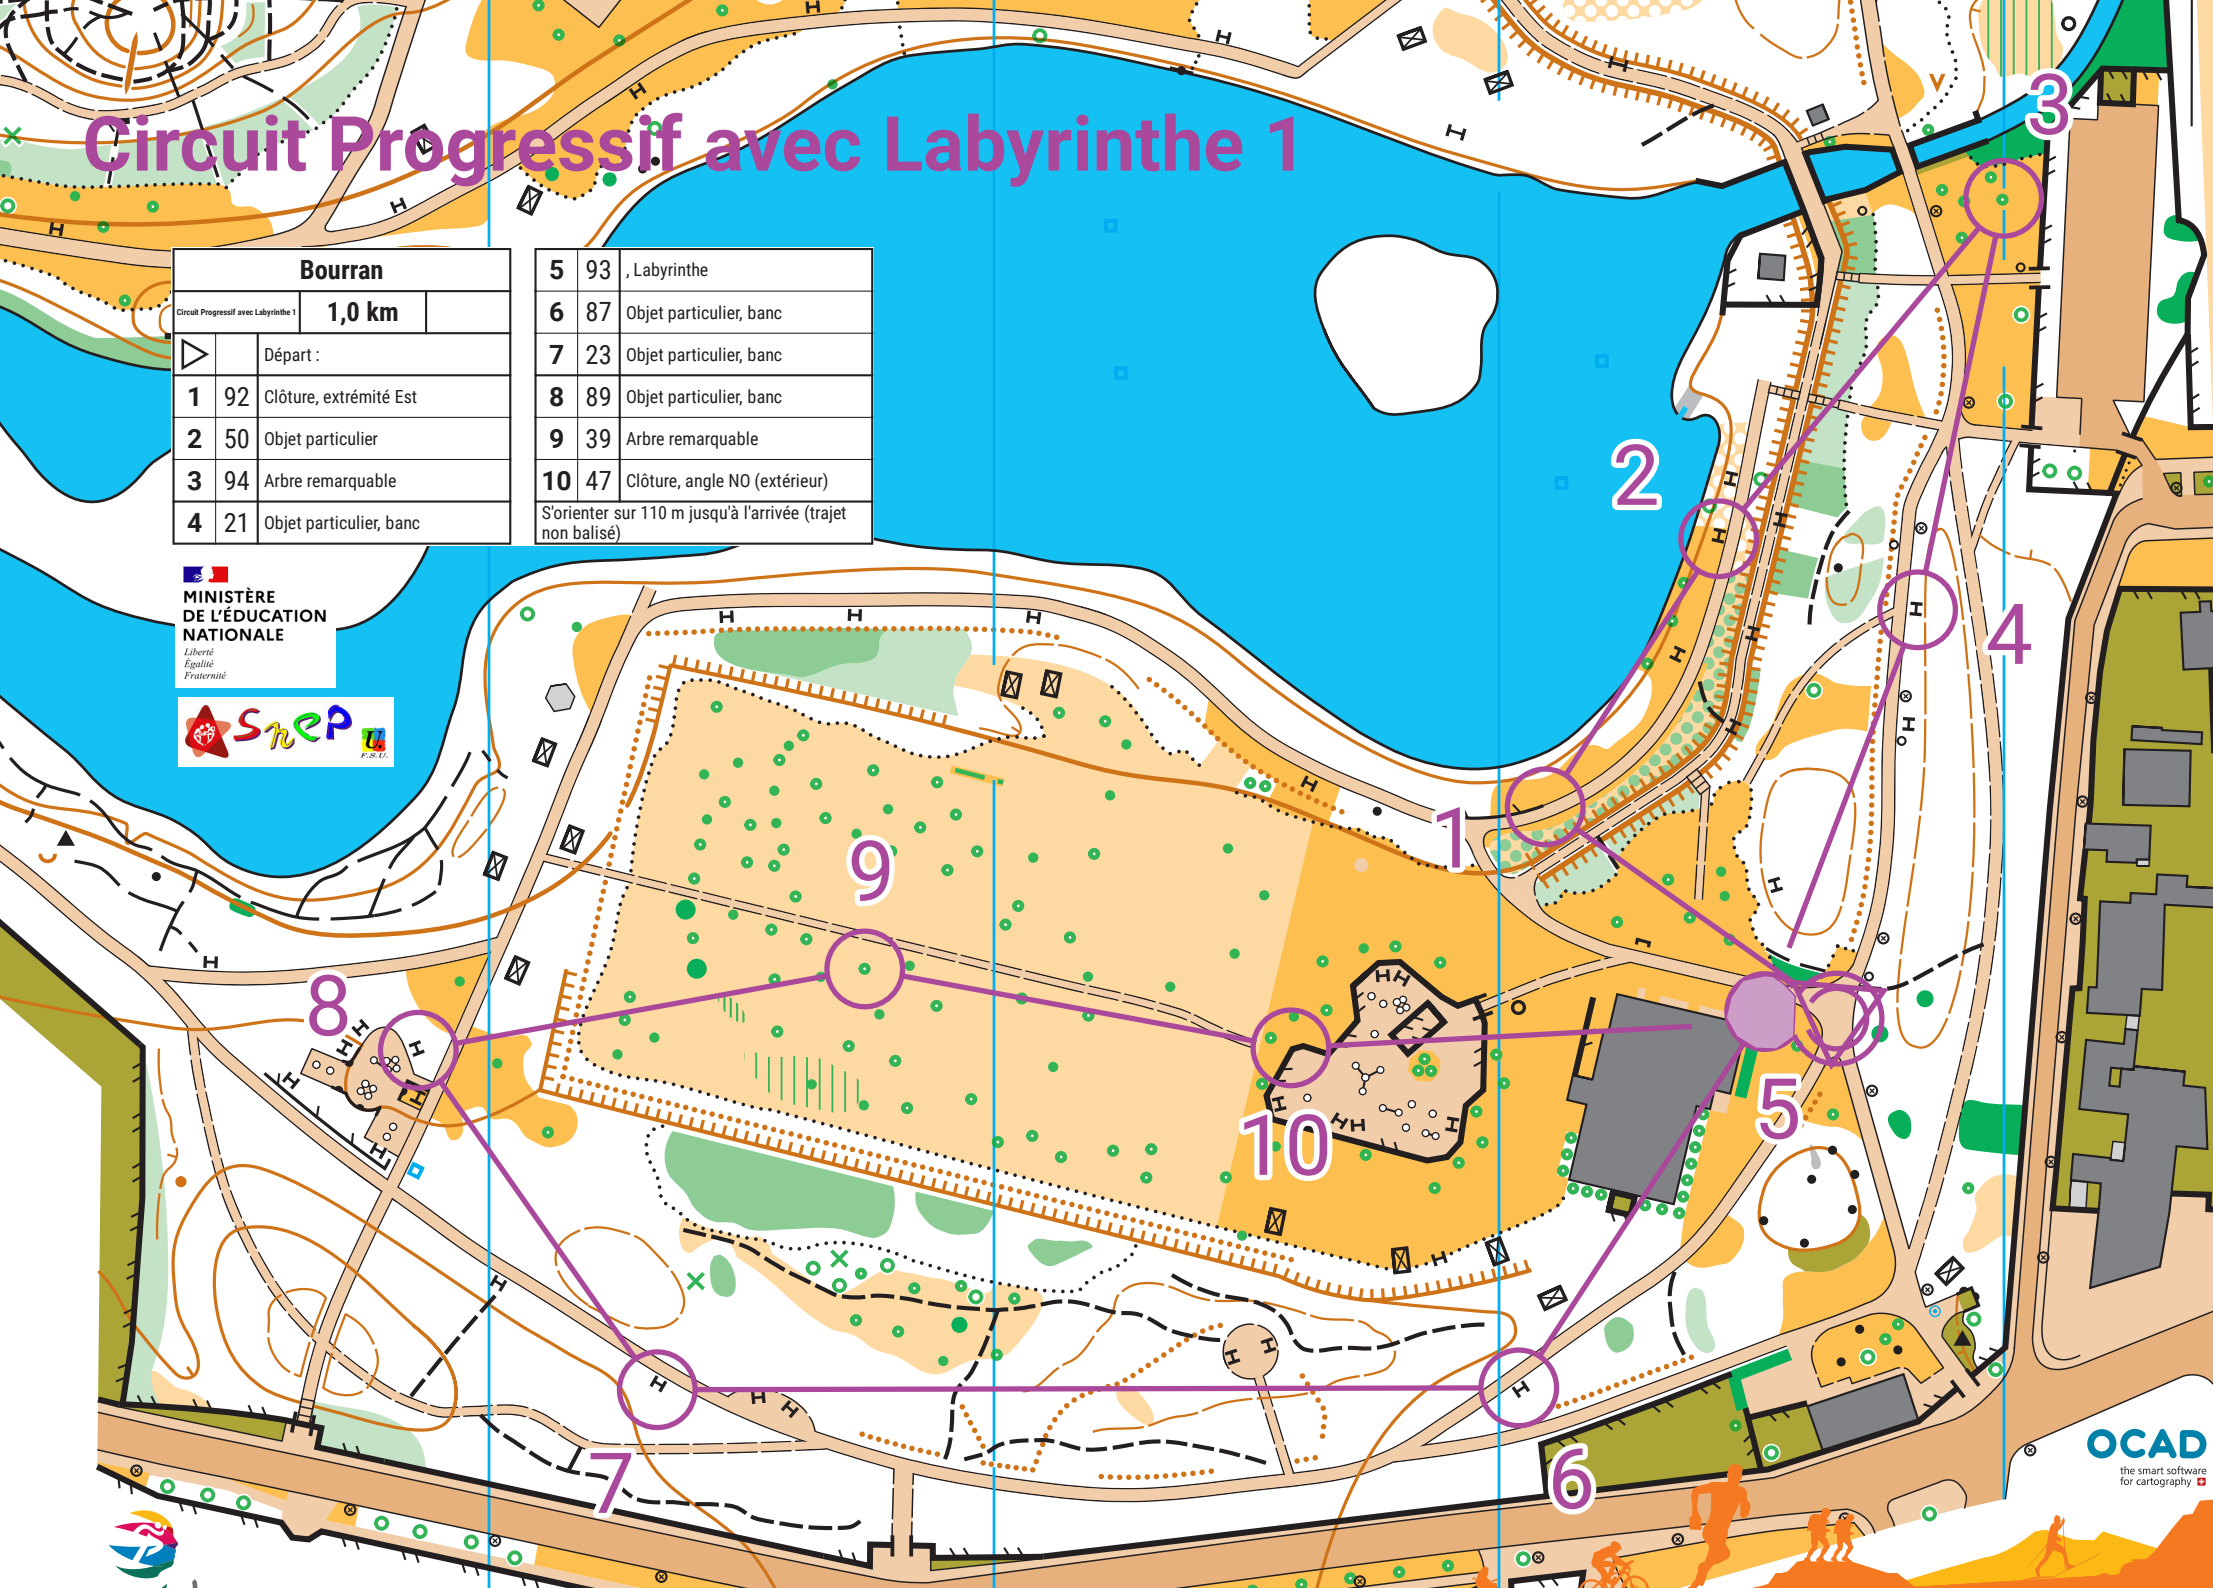 Circuit Progressif avec Labyrinthe 1
Bourran
Circuit Progressif avec Labyrinthe 1 1,0 km
Départ :
1 92 Clôture, extrémité Est
2 50 Objet particulier
3 94 Arbre remarquable
4 21 Objet particulier, banc
5 93 , Labyrinthe
6 87 Objet particulier, banc
7 23 Objet particulier, banc
8 89 Objet particulier, banc
9 39 Arbre remarquable
10 47 Clôture, angle NO (extérieur)
S'orienter sur 110 m jusqu'à l'arrivée (trajet
non balisé)
MINISTÈRE
DE L'ÉDUCATION
NATIONALE
Liberté
Égalité
Fraternité
SNEP
F.S.U.
3
2
4
1
9
8
5
10
7
6
OCAD
the smart software
for cartography